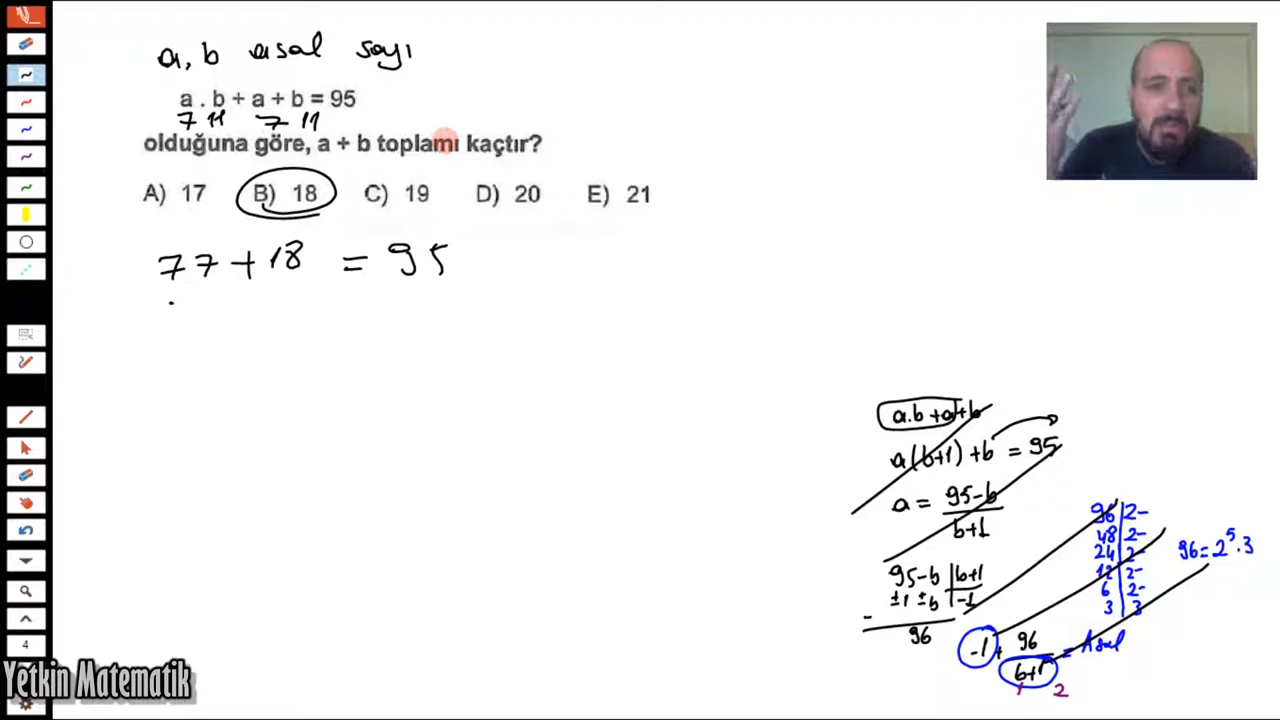 a, b asal sayı
a . b + a + b = 95
7 11 7 11
olduğuna göre, a + b toplamı kaçtır?
A) 17 B) 18 C) 19 D) 20 E) 21
77 + 18 = 95
a.b + a + b
a(b+1) + b = 95
a = 95-b / b+1
95-b | b+1
±1 ±b | -1
-
96
-1 + 96 / b+1 = Asal
1 2
96 | 2-
48 | 2-
24 | 2-
12 | 2-
6 | 2-
3 | 3
96 = 2⁵.3
4
Yetkin Matematik